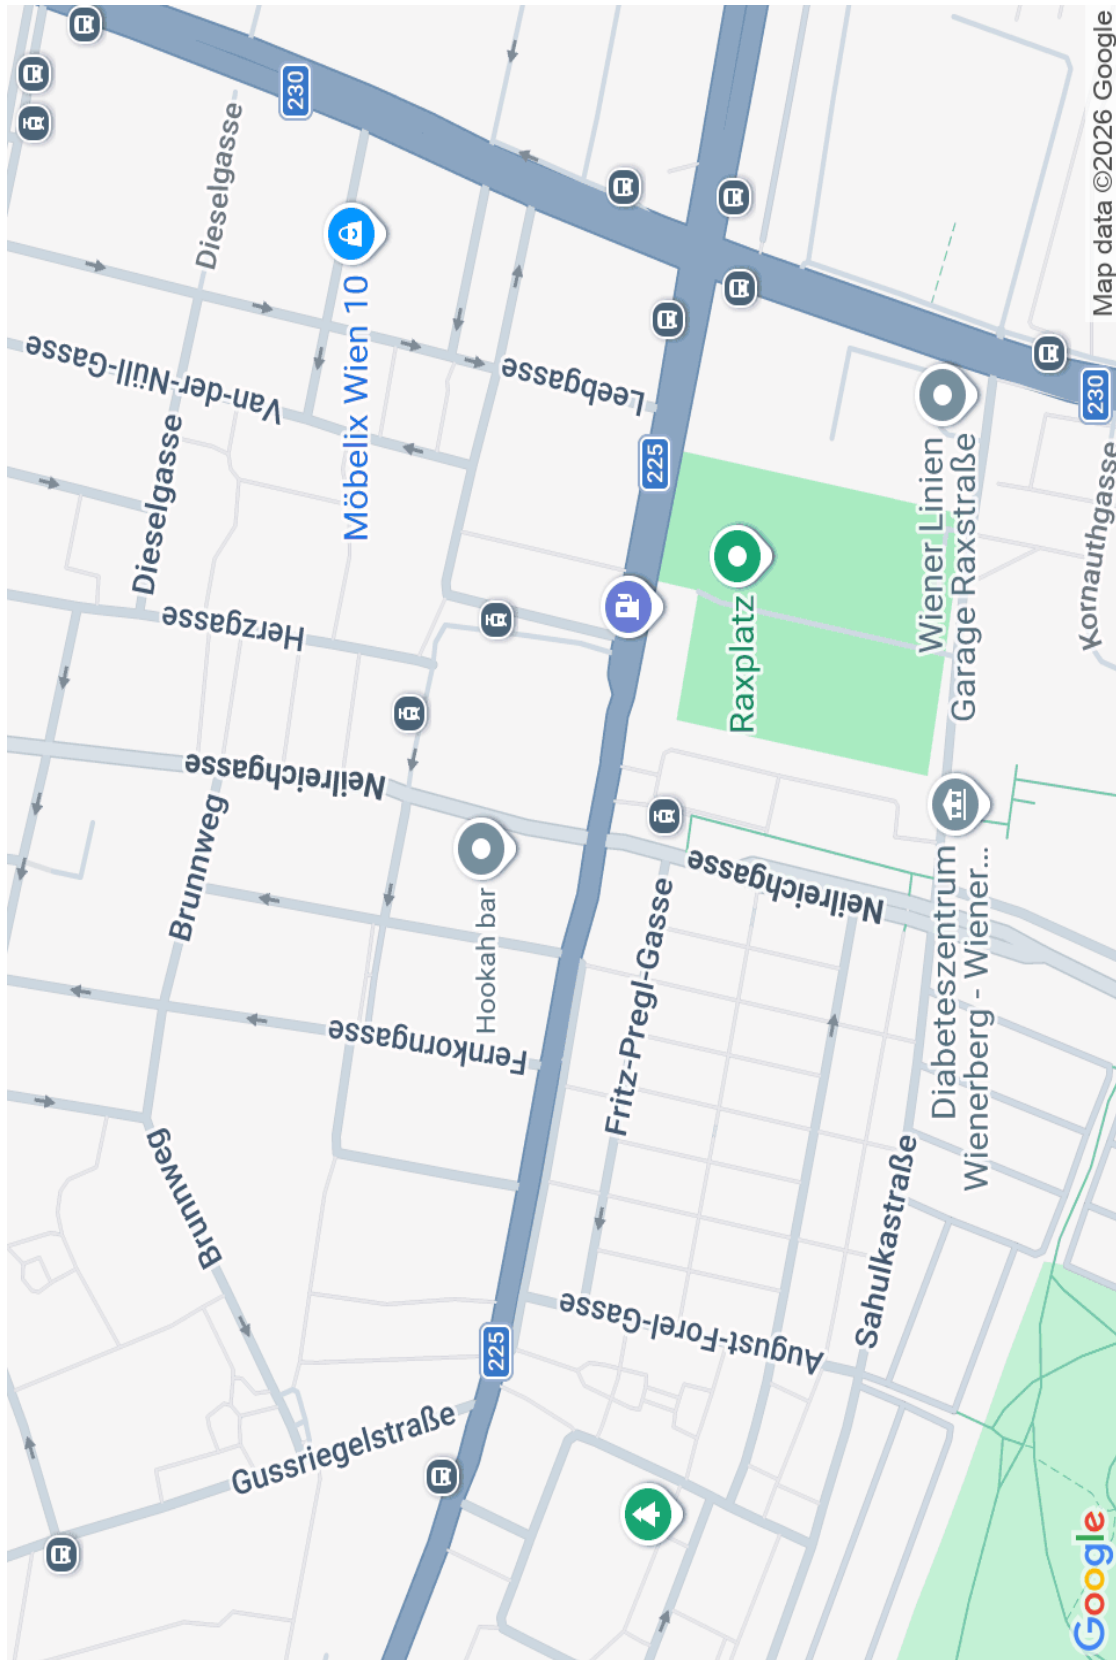 230
Dieselgasse
Möbelix Wien 10
Van-der-Nüll-Gasse
Dieselgasse
Leebgasse
225
Herzgasse
Raxplatz
Wiener Linien
Garage Raxstraße
230
Kornauthgasse
Neilreichgasse
Brunnweg
Hookah bar
Neilreichgasse
Fritz-Pregl-Gasse
Diabeteszentrum
Wienerberg - Wiener...
Fernkorngasse
Brunnweg
August-Forel-Gasse
Sahulkastraße
225
Gussriegelstraße
Google
Map data ©2026 Google